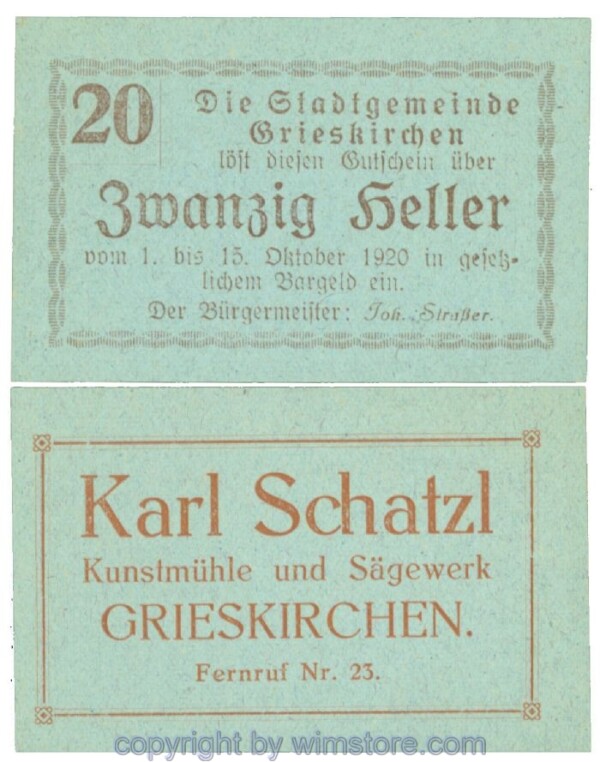 20
Die Stadtgemeinde
Grieskirchen
löst diesen Gutschein über
Zwanzig Heller
vom 1. bis 15. Oktober 1920 in gesetz-
lichem Bargeld ein.
Der Bürgermeister: Joh. Straßer.
Karl Schatzl
Kunstmühle und Sägewerk
GRIESKIRCHEN.
Fernruf Nr. 23.
copyright by wimstore.com